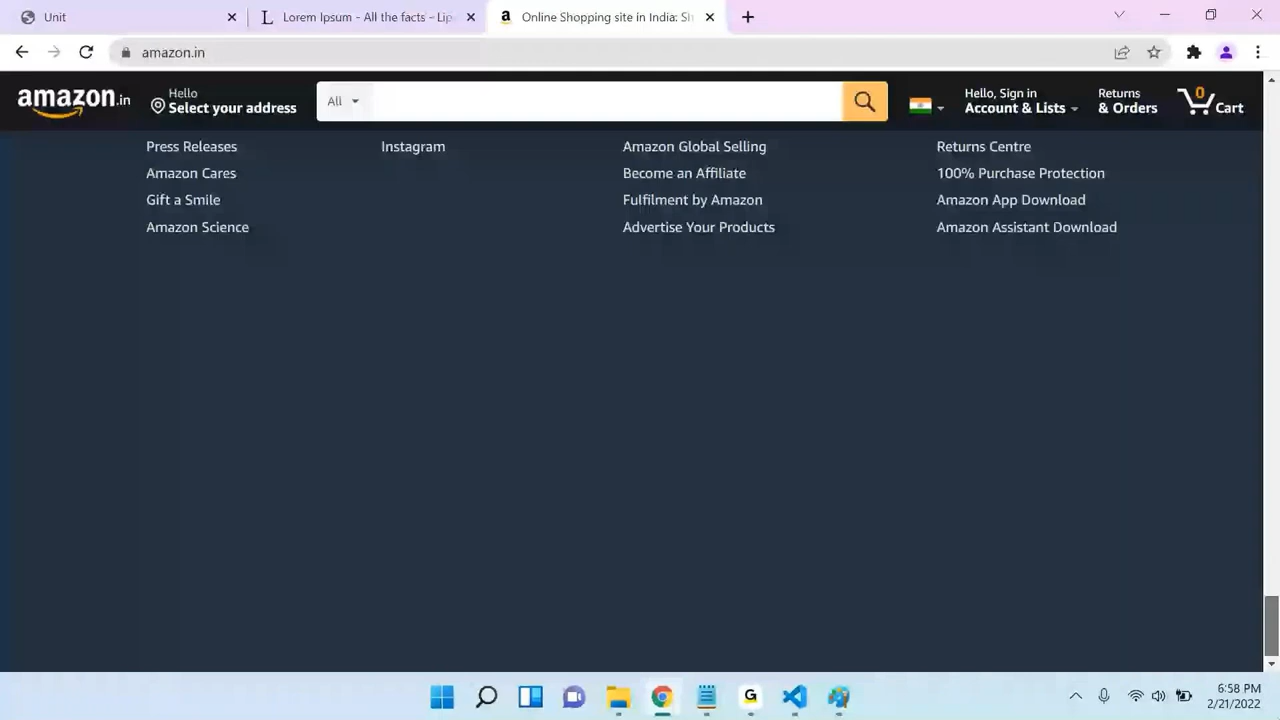 Unit
Lorem Ipsum - All the facts - Lip
Online Shopping site in India: Sh
amazon.in
amazon.in
Hello
Select your address
All
Hello, Sign in
Account & Lists
Returns
& Orders
0
Cart
Press Releases
Instagram
Amazon Global Selling
Returns Centre
Amazon Cares
Become an Affiliate
100% Purchase Protection
Gift a Smile
Fulfilment by Amazon
Amazon App Download
Amazon Science
Advertise Your Products
Amazon Assistant Download
6:58 PM
2/21/2022